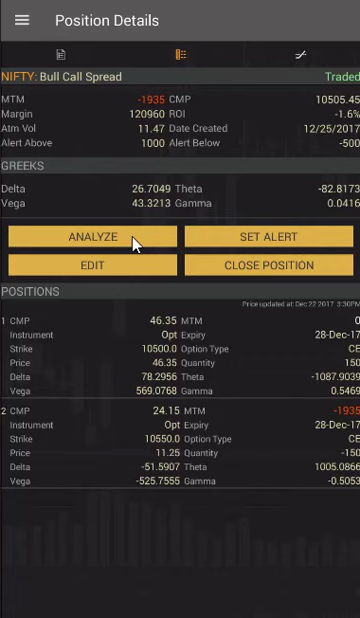 Position Details
NIFTY: Bull Call Spread Traded
MTM -1935 CMP 10505.45
Margin 120960 ROI -1.6%
Atm Vol 11.47 Date Created 12/25/2017
Alert Above 1000 Alert Below -500
GREEKS
Delta 26.7049 Theta -82.8173
Vega 43.3213 Gamma 0.0416
ANALYZE SET ALERT
EDIT CLOSE POSITION
POSITIONS
Price updated at: Dec 22 2017 3:30PM
1 CMP 46.35 MTM 0
Instrument Opt Expiry 28-Dec-17
Strike 10500.0 Option Type CE
Price 46.35 Quantity 150
Delta 78.2956 Theta -1087.9039
Vega 569.0768 Gamma 0.5469
2 CMP 24.15 MTM -1935
Instrument Opt Expiry 28-Dec-17
Strike 10550.0 Option Type CE
Price 11.25 Quantity -150
Delta -51.5907 Theta 1005.0866
Vega -525.7555 Gamma -0.5053